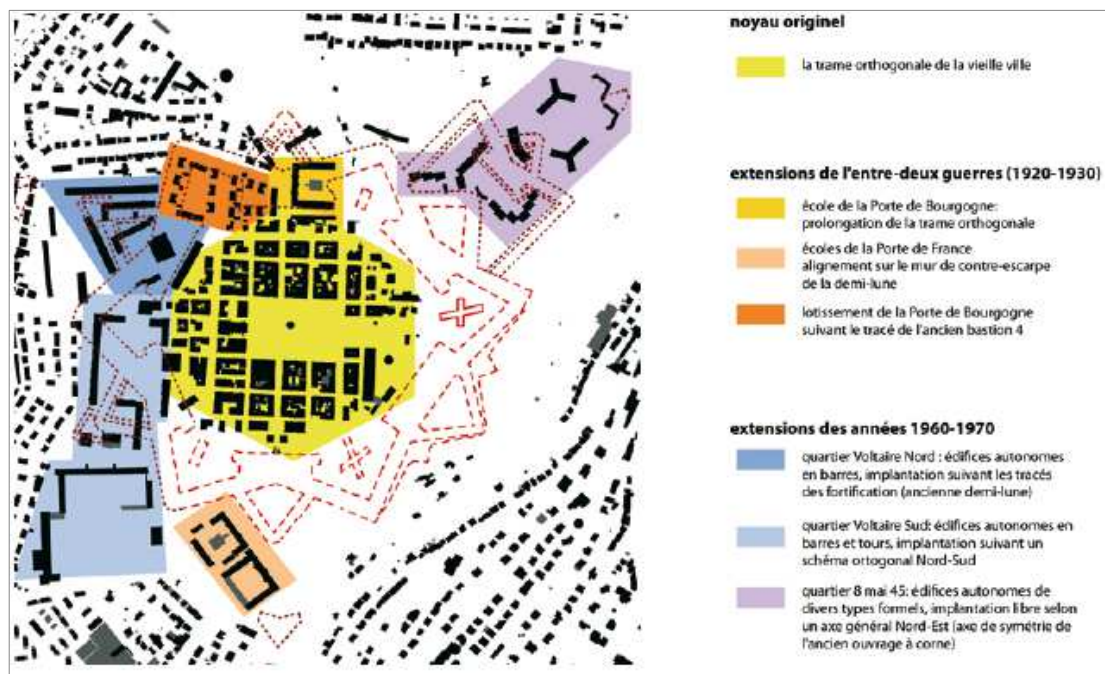 noyau originel
la trame orthogonale de la vieille ville
extensions de l'entre-deux guerres (1920-1930)
école de la Porte de Bourgogne:
prolongation de la trame orthogonale
écoles de la Porte de France
alignement sur le mur de contre-escarpe
de la demi-lune
lotissement de la Porte de Bourgogne
suivant le tracé de l'ancien bastion 4
extensions des années 1960-1970
quartier Voltaire Nord : édifices autonomes
en barres, implantation suivant les tracés
des fortification (ancienne demi-lune)
quartier Voltaire Sud: édifices autonomes en
barres et tours, implantation suivant un
schéma ortogonal Nord-Sud
quartier 8 mai 45: édifices autonomes de
divers types formels, implantation libre selon
un axe général Nord-Est (axe de symétrie de
l'ancien ouvrage à corne)